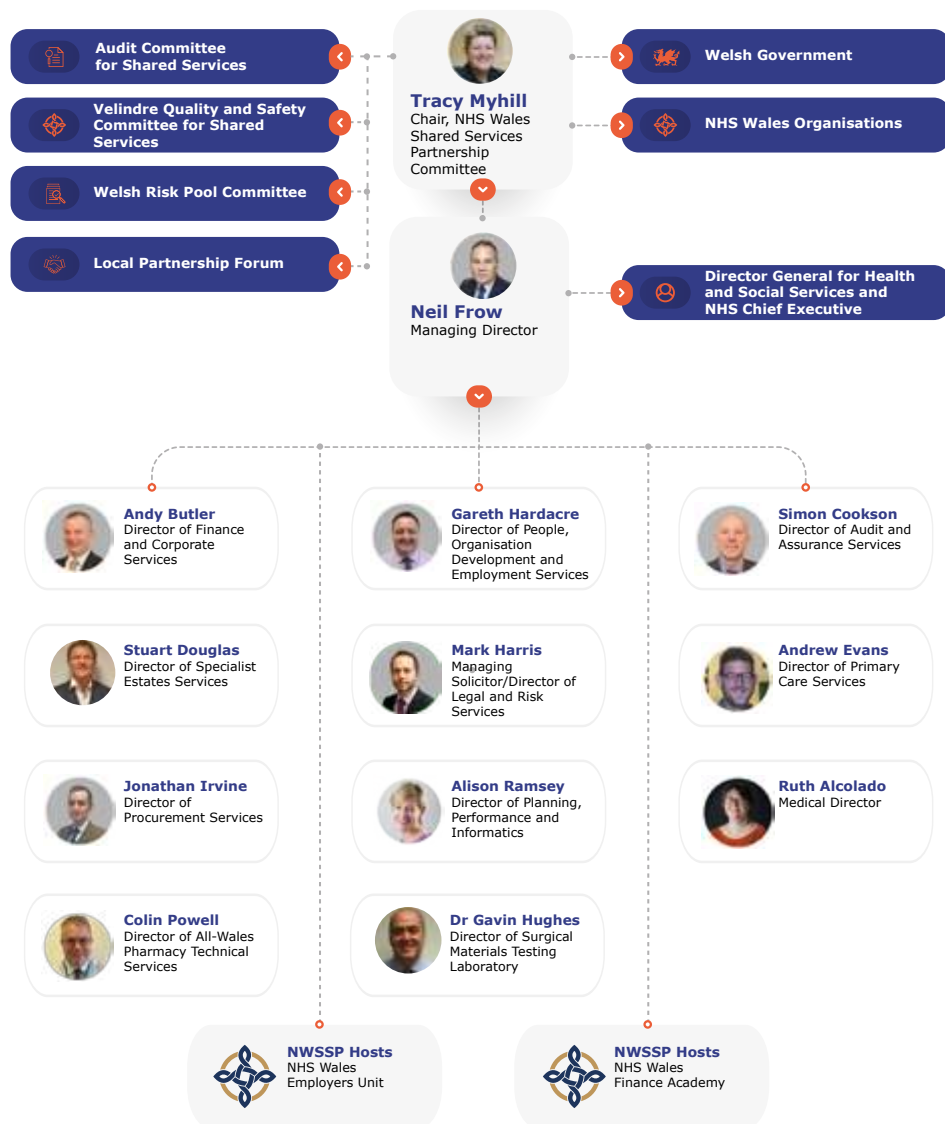 Audit Committee
for Shared Services
Velindre Quality and Safety
Committee for Shared
Services
Welsh Risk Pool Committee
Local Partnership Forum
Tracy Myhill
Chair, NHS Wales
Shared Services
Partnership
Committee
Welsh Government
NHS Wales Organisations
Neil Frow
Managing Director
Director General for Health
and Social Services and
NHS Chief Executive
Andy Butler
Director of Finance
and Corporate
Services
Gareth Hardacre
Director of People,
Organisation
Development and
Employment Services
Simon Cookson
Director of Audit and
Assurance Services
Stuart Douglas
Director of Specialist
Estates Services
Mark Harris
Managing
Solicitor/Director of
Legal and Risk
Services
Andrew Evans
Director of Primary
Care Services
Jonathan Irvine
Director of
Procurement Services
Alison Ramsey
Director of Planning,
Performance and
Informatics
Ruth Alcolado
Medical Director
Colin Powell
Director of All-Wales
Pharmacy Technical
Services
Dr Gavin Hughes
Director of Surgical
Materials Testing
Laboratory
NWSSP Hosts
NHS Wales
Employers Unit
NWSSP Hosts
NHS Wales
Finance Academy